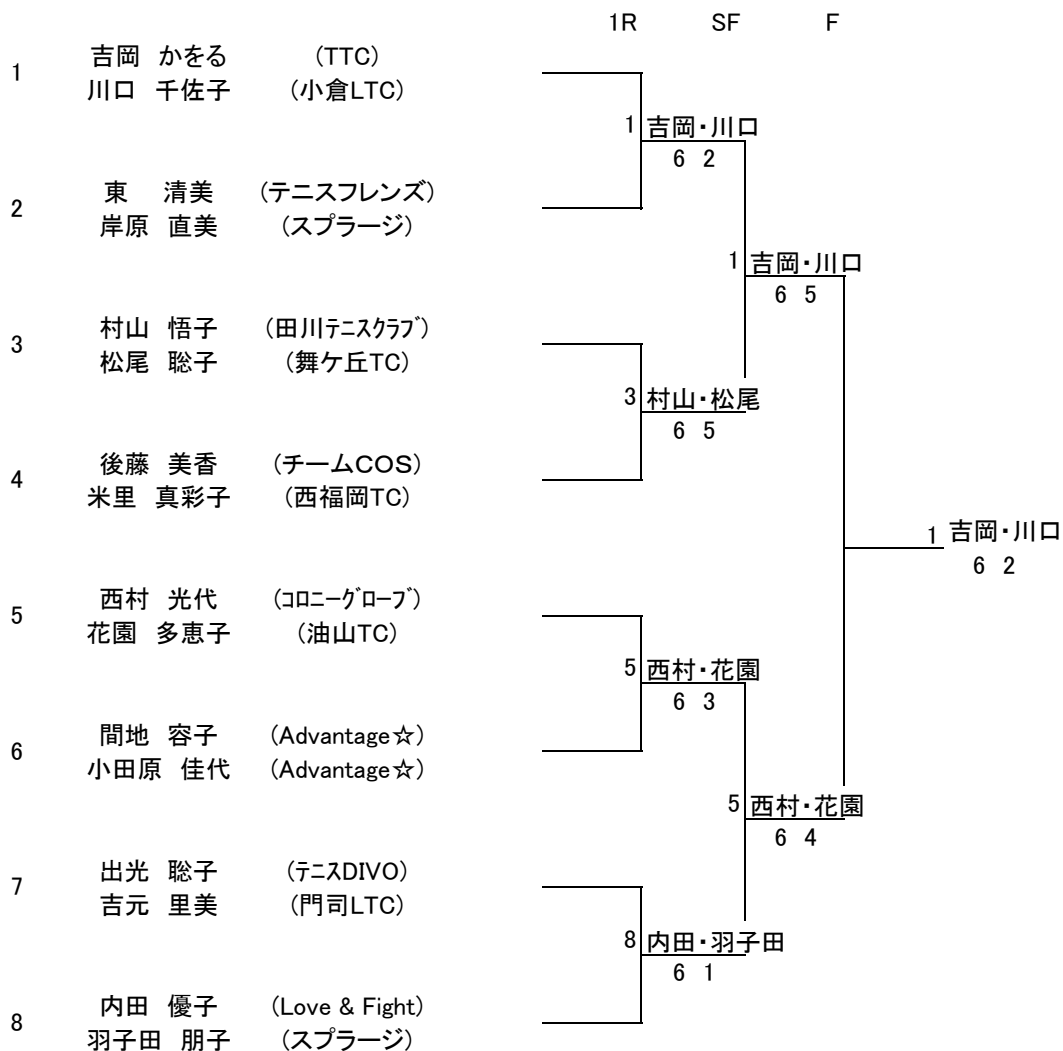 1R SF F
1 吉岡 かをる (TTC)
川口 千佐子 (小倉LTC)
1 吉岡・川口
6 2
2 東 清美 (テニスフレンズ)
岸原 直美 (スプラージ)
1 吉岡・川口
6 5
3 村山 悟子 (田川テニスクラブ)
松尾 聡子 (舞ケ丘TC)
3 村山・松尾
6 5
4 後藤 美香 (チームCOS)
米里 真彩子 (西福岡TC)
1 吉岡・川口
6 2
5 西村 光代 (コロニーグローブ)
花園 多恵子 (油山TC)
5 西村・花園
6 3
6 間地 容子 (Advantage☆)
小田原 佳代 (Advantage☆)
5 西村・花園
6 4
7 出光 聡子 (テニスDIVO)
吉元 里美 (門司LTC)
8 内田・羽子田
6 1
8 内田 優子 (Love & Fight)
羽子田 朋子 (スプラージ)